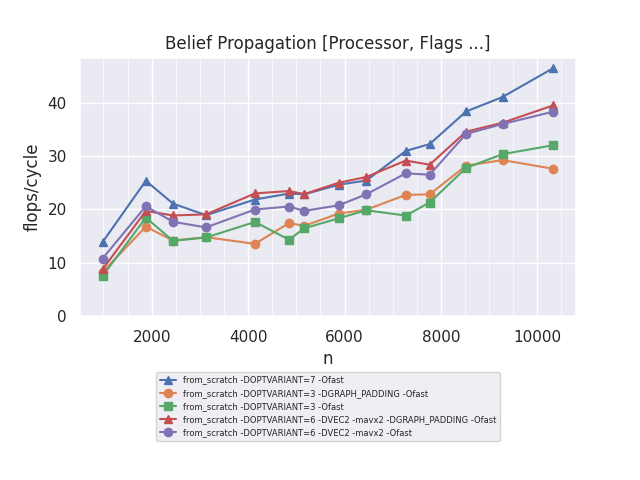 Belief Propagation [Processor, Flags ...]
flops/cycle
40
30
20
10
0
2000 4000 6000 8000 10000
n
from_scratch -DOPTVARIANT=7 -Ofast
from_scratch -DOPTVARIANT=3 -DGRAPH_PADDING -Ofast
from_scratch -DOPTVARIANT=3 -Ofast
from_scratch -DOPTVARIANT=6 -DVEC2 -mavx2 -DGRAPH_PADDING -Ofast
from_scratch -DOPTVARIANT=6 -DVEC2 -mavx2 -Ofast